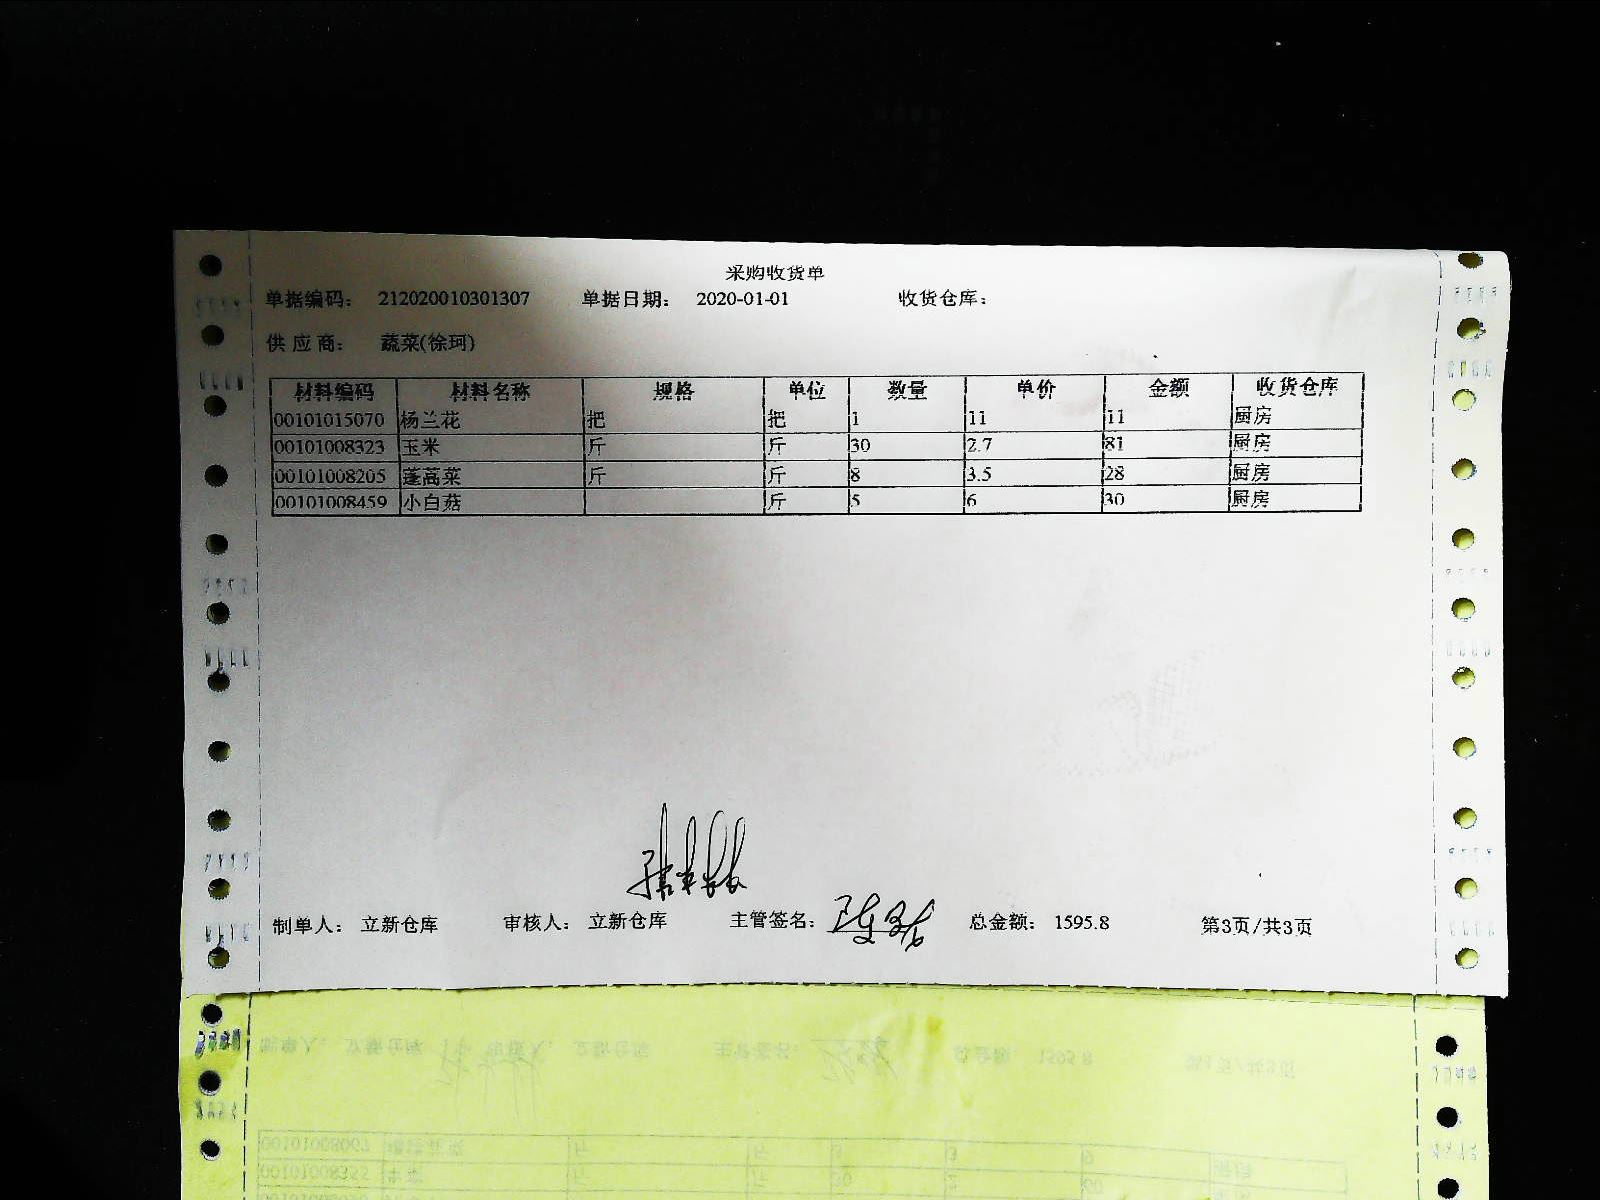 采购收货单
单据编码： 212020010301307 单据日期： 2020-01-01 收货仓库：
供 应 商： 蔬菜(徐珂)
材料编码 材料名称 规格 单位 数量 单价 金额 收货仓库
00101015070 杨兰花 把 把 1 11 11 厨房
00101008323 玉米 斤 斤 30 2.7 81 厨房
00101008205 蓬蒿菜 斤 斤 8 3.5 28 厨房
00101008459 小白菇 斤 5 6 30 厨房
制单人： 立新仓库 审核人： 立新仓库 主管签名： 总金额： 1595.8 第3页/共3页